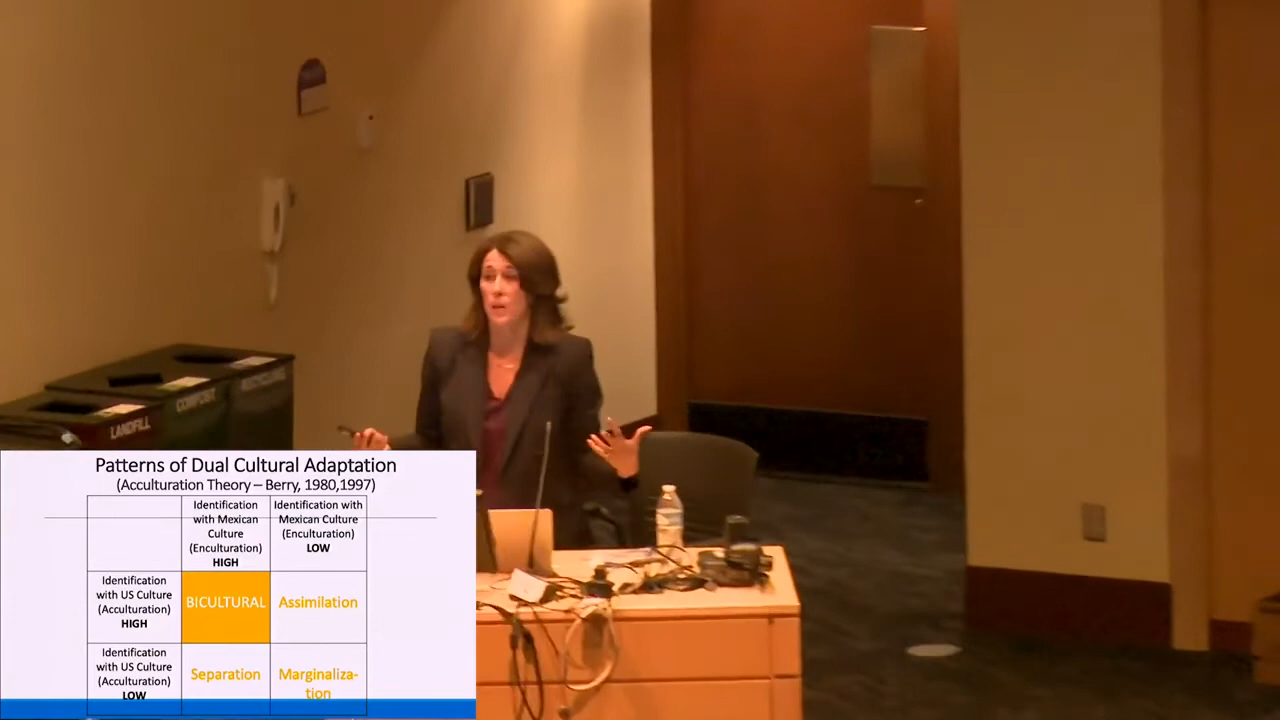 LANDFILL
COMPOST
RECYCLING
Patterns of Dual Cultural Adaptation
(Acculturation Theory – Berry, 1980,1997)
Identification
with Mexican
Culture
(Enculturation)
HIGH
Identification with
Mexican Culture
(Enculturation)
LOW
Identification
with US Culture
(Acculturation)
HIGH
BICULTURAL
Assimilation
Identification
with US Culture
(Acculturation)
LOW
Separation
Marginaliza-
tion